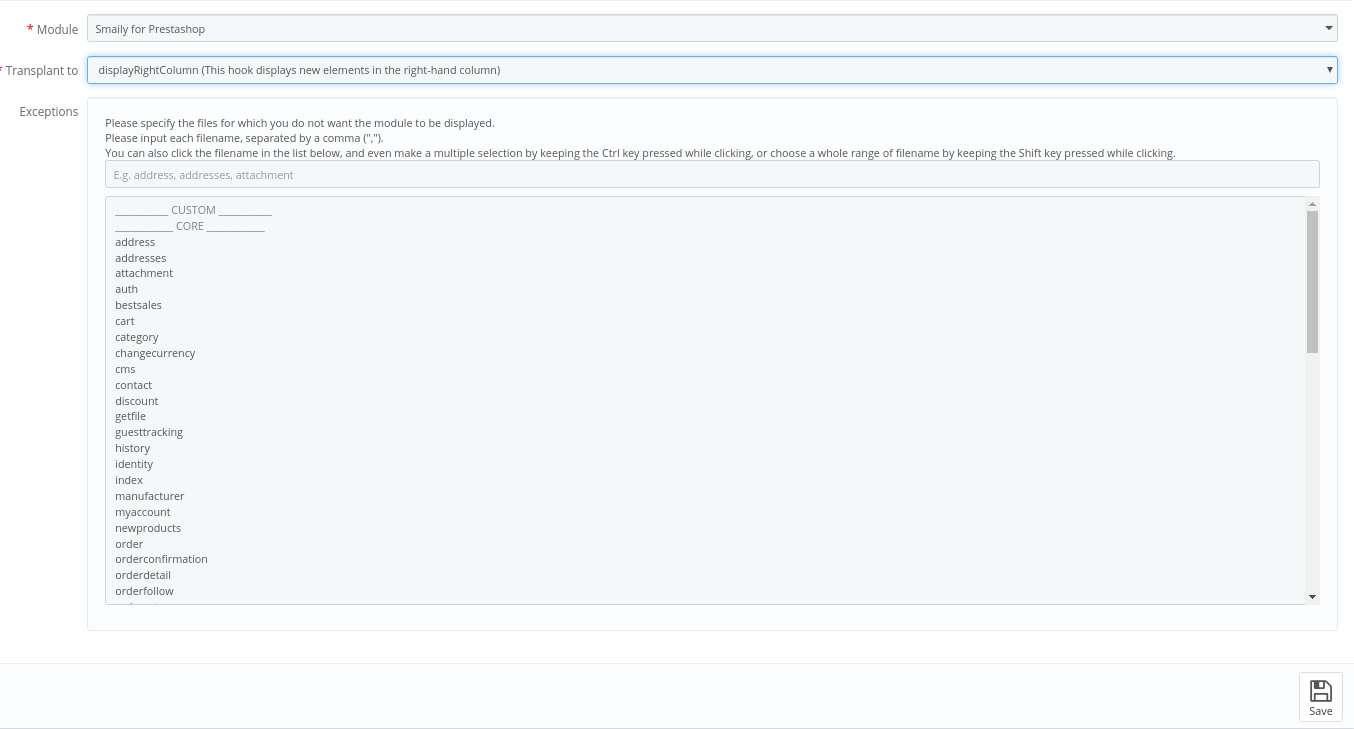 * Module
Smaily for Prestashop
* Transplant to
displayRightColumn (This hook displays new elements in the right-hand column)
Exceptions
Please specify the files for which you do not want the module to be displayed.
Please input each filename, separated by a comma (",").
You can also click the filename in the list below, and even make a multiple selection by keeping the Ctrl key pressed while clicking, or choose a whole range of filename by keeping the Shift key pressed while clicking.
E.g. address, addresses, attachment
___________ CUSTOM ___________
____________ CORE ____________
address
addresses
attachment
auth
bestsales
cart
category
changecurrency
cms
contact
discount
getfile
guesttracking
history
identity
index
manufacturer
myaccount
newproducts
order
orderconfirmation
orderdetail
orderfollow
Save